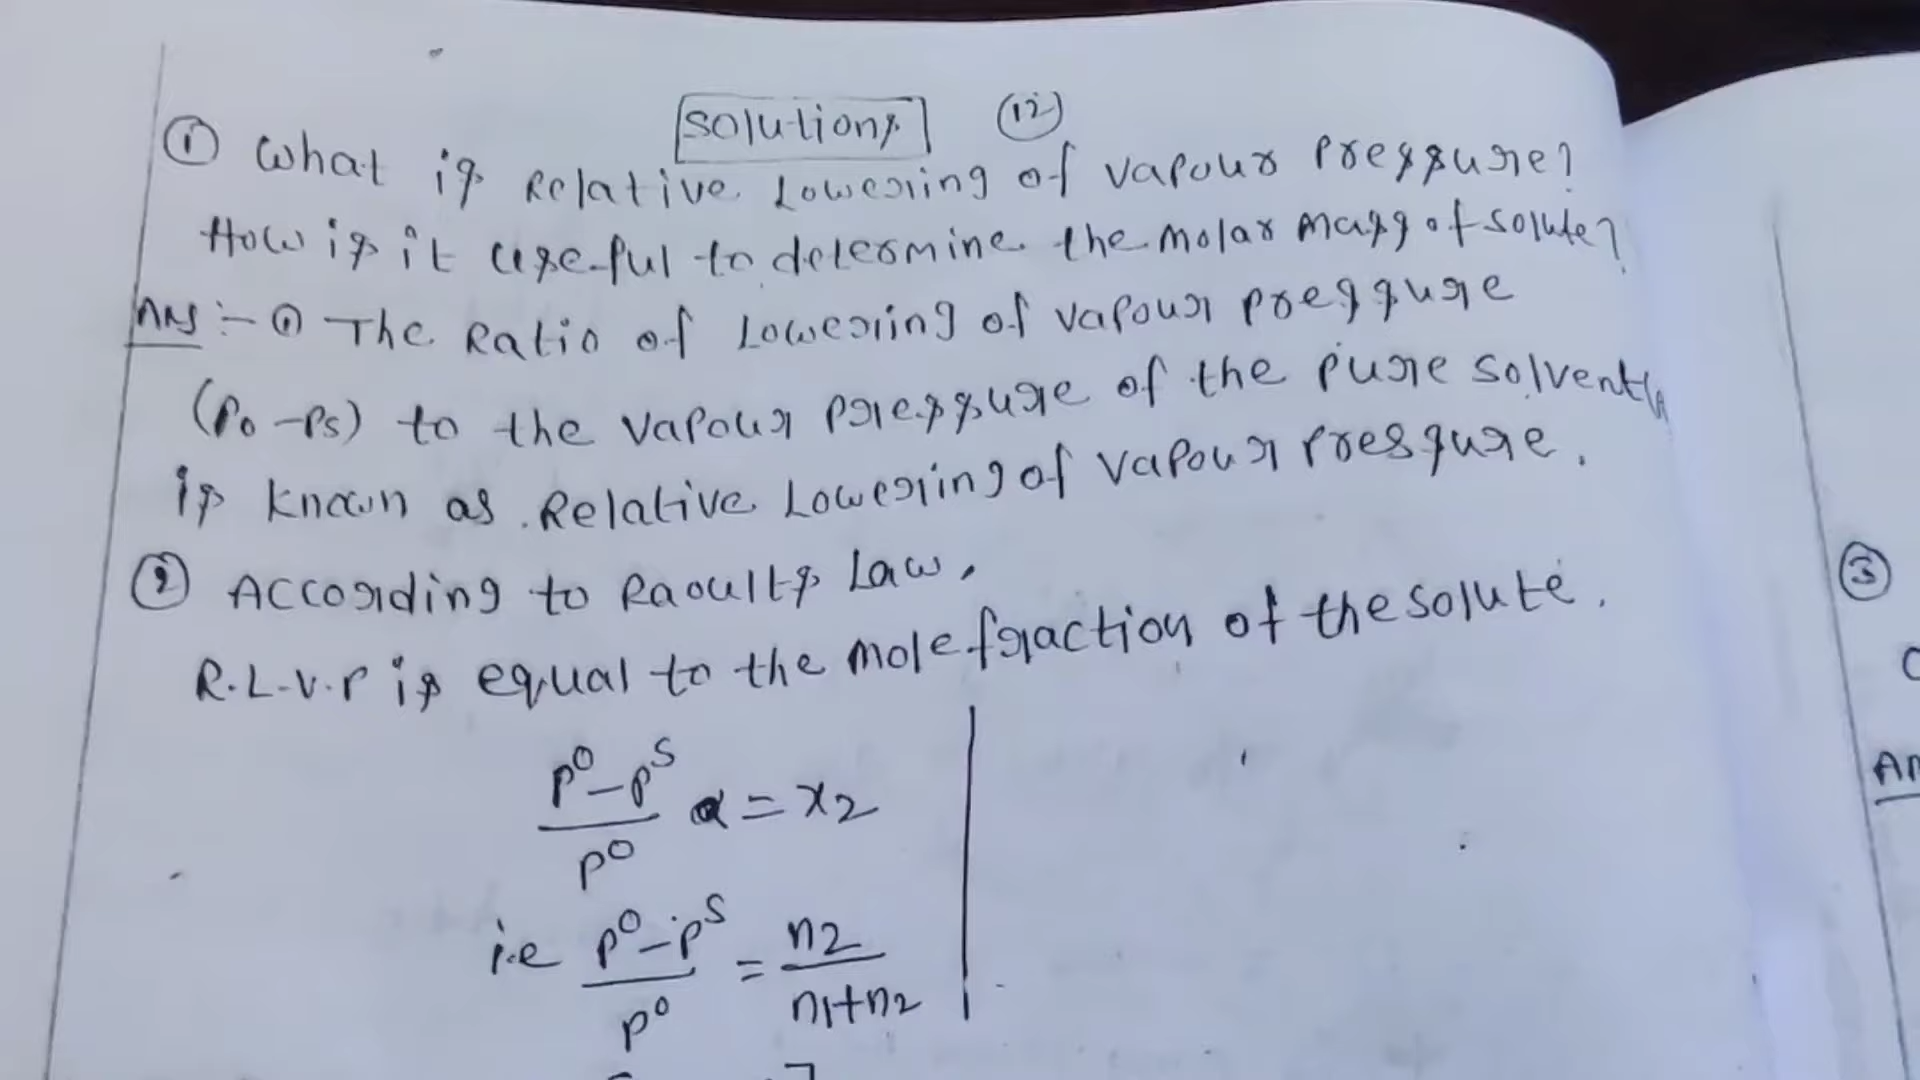 Solutions (12)
① What is Relative Lowering of vapour pressure?
How is it useful to determine the molar mass of solute?
Ans :- ① The Ratio of Lowering of vapour pressure
(P0 - Ps) to the vapour pressure of the pure solvent
is known as Relative Lowering of vapour pressure.
② According to Raoults Law,
R.L.V.P is equal to the mole fraction of the solute.
p⁰-pˢ / p⁰ = x2
i.e p⁰-pˢ / p⁰ = n2 / n1+n2
③